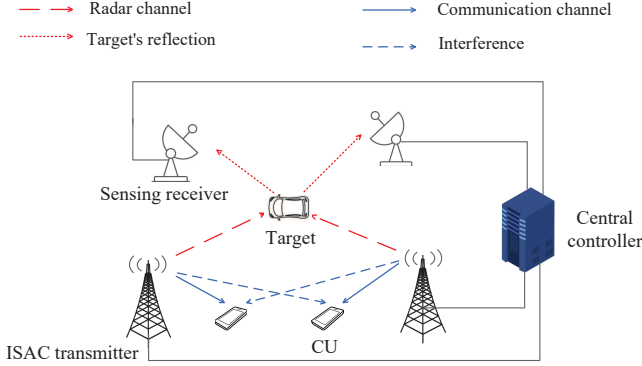 Radar channel
Communication channel
Target's reflection
Interference
Sensing receiver
Target
Central
controller
ISAC transmitter
CU